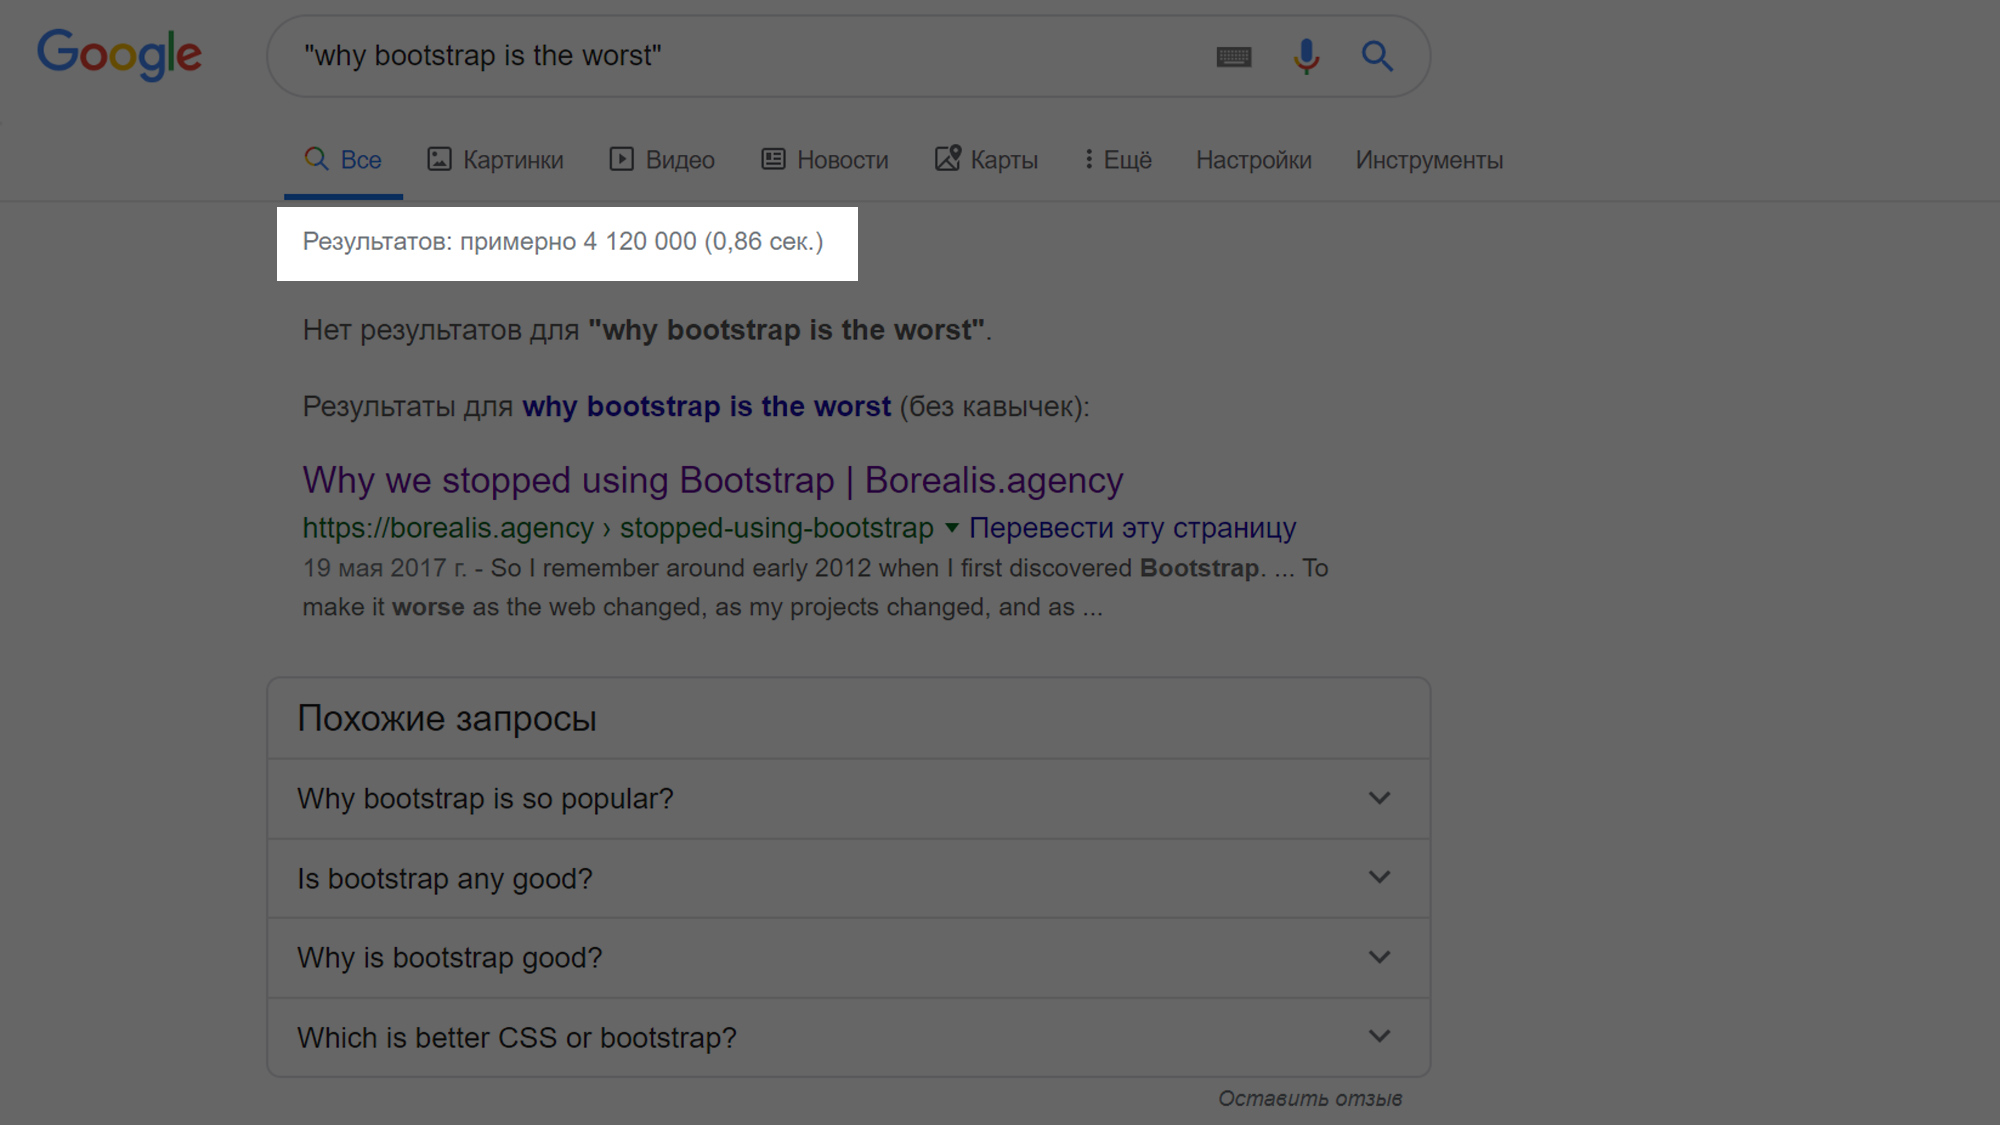 Google
"why bootstrap is the worst"
Все Картинки Видео Новости Карты Ещё Настройки Инструменты
Результатов: примерно 4 120 000 (0,86 сек.)
Нет результатов для "why bootstrap is the worst".
Результаты для why bootstrap is the worst (без кавычек):
Why we stopped using Bootstrap | Borealis.agency
https://borealis.agency › stopped-using-bootstrap Перевести эту страницу
19 мая 2017 г. - So I remember around early 2012 when I first discovered Bootstrap. ... To
make it worse as the web changed, as my projects changed, and as ...
Похожие запросы
Why bootstrap is so popular?
Is bootstrap any good?
Why is bootstrap good?
Which is better CSS or bootstrap?
Оставить отзыв